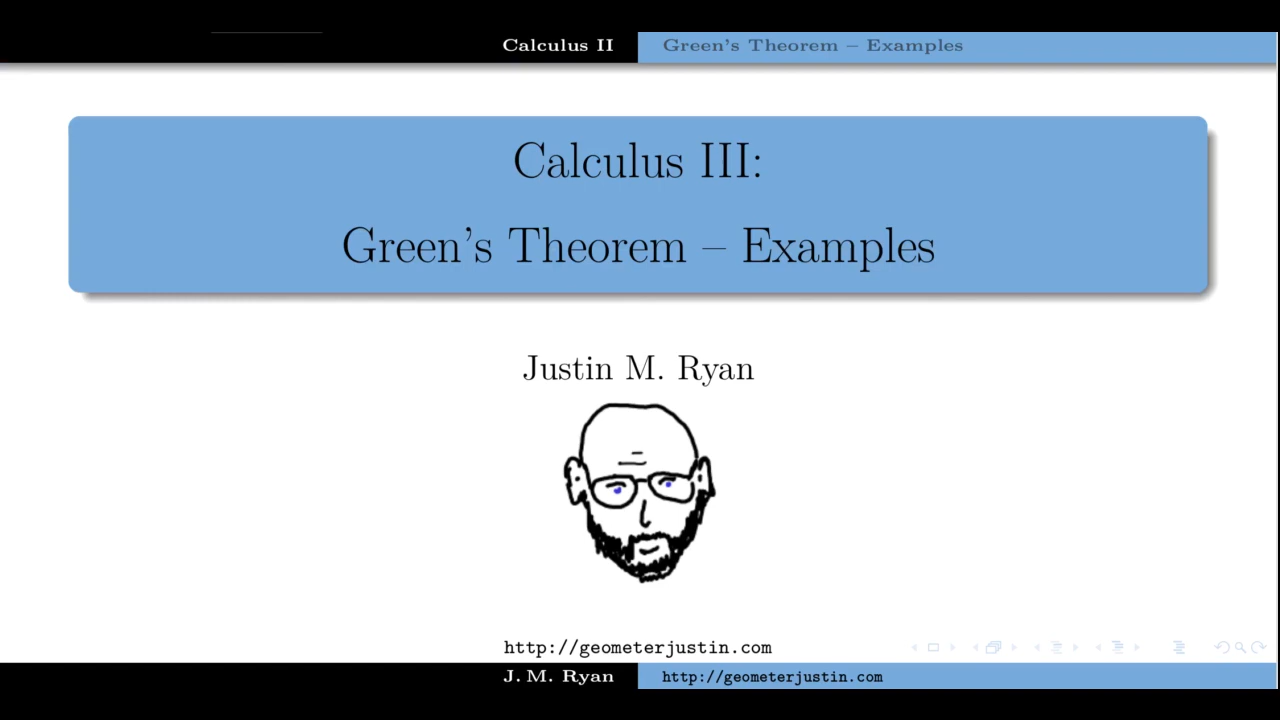 Calculus II
Green's Theorem – Examples
Calculus III:
Green's Theorem – Examples
Justin M. Ryan
http://geometerjustin.com
J. M. Ryan
http://geometerjustin.com